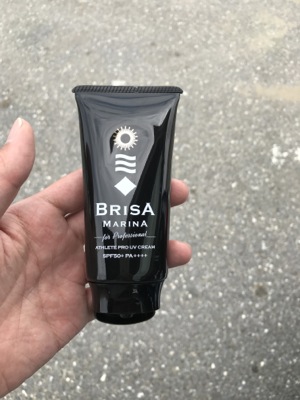 BRISA
MARINA
for Professional
ATHLETE PRO UV CREAM
SPF50+ PA++++